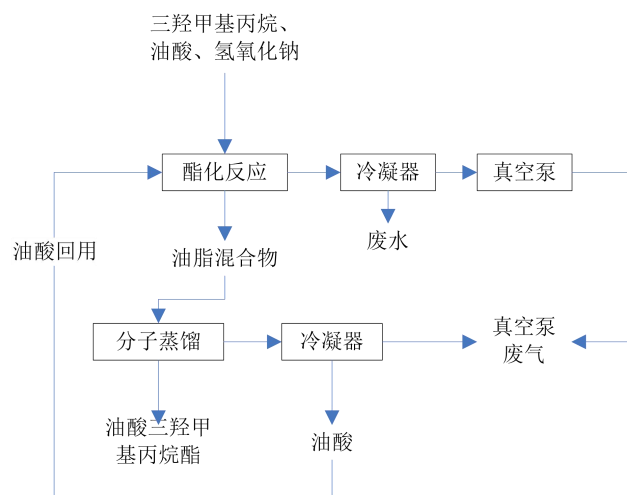 三羟甲基丙烷、
油酸、氢氧化钠
酯化反应
冷凝器
真空泵
废水
油酸回用
油脂混合物
分子蒸馏
冷凝器
真空泵
废气
油酸三羟甲
基丙烷酯
油酸